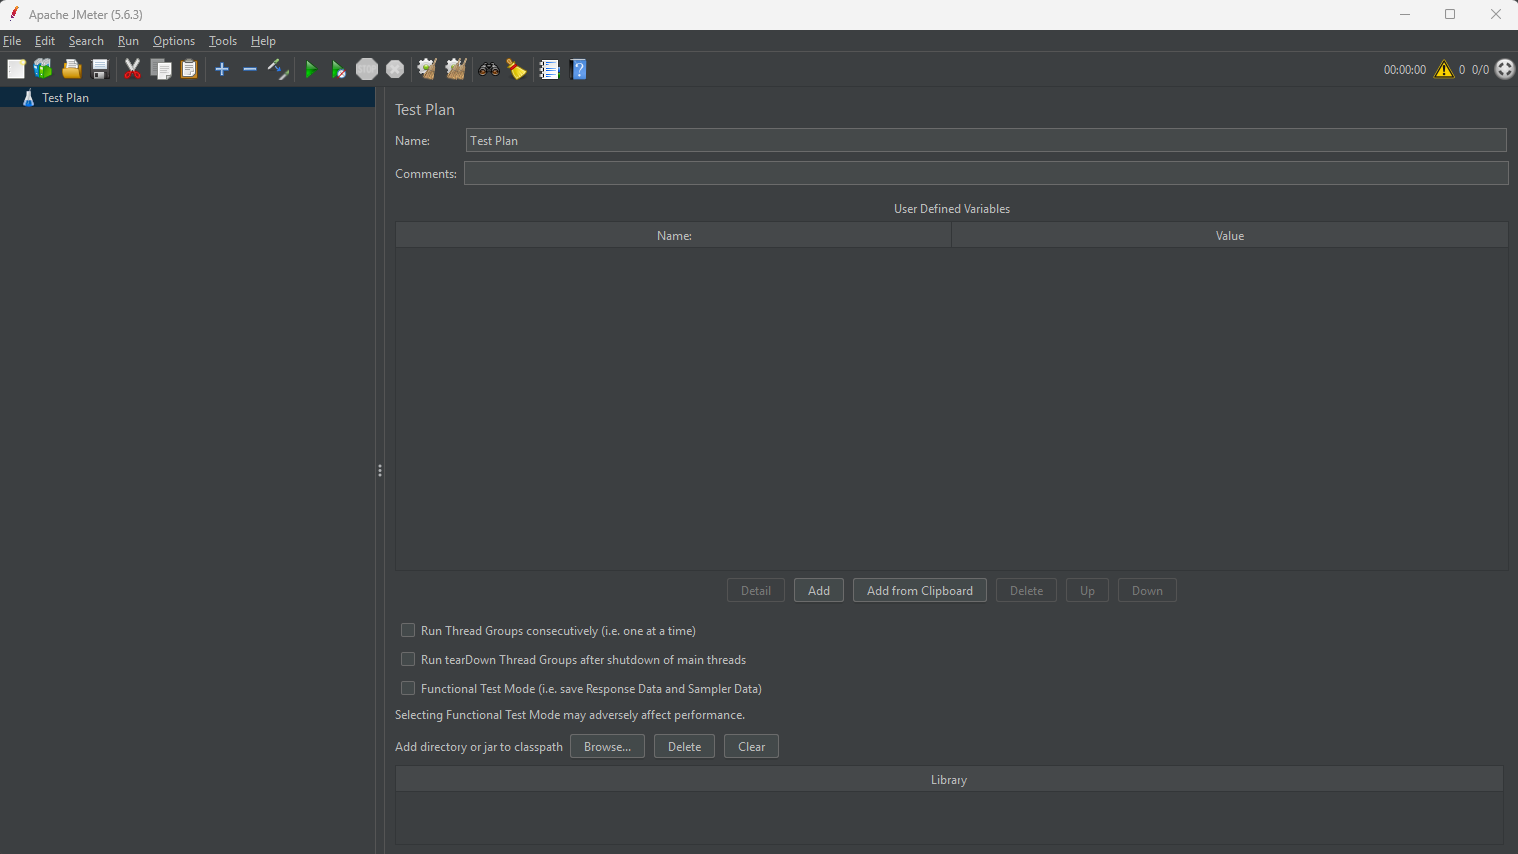 Apache JMeter (5.6.3)
File Edit Search Run Options Tools Help
00:00:00 0 0/0
Test Plan
Test Plan
Name: Test Plan
Comments:
User Defined Variables
Name: Value
Detail Add Add from Clipboard Delete Up Down
Run Thread Groups consecutively (i.e. one at a time)
Run tearDown Thread Groups after shutdown of main threads
Functional Test Mode (i.e. save Response Data and Sampler Data)
Selecting Functional Test Mode may adversely affect performance.
Add directory or jar to classpath Browse... Delete Clear
Library